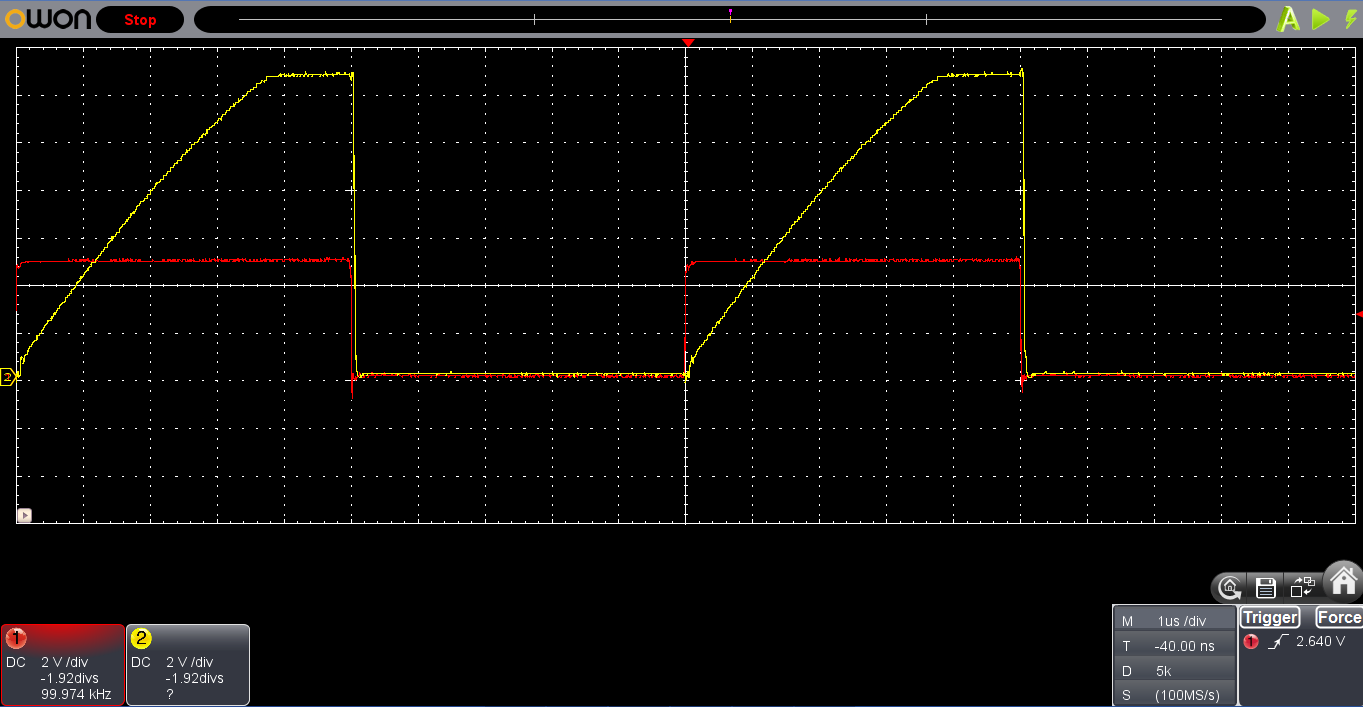 OWON Stop A
2
1 2
DC 2 V /div DC 2 V /div
-1.92divs -1.92divs
99.974 kHz ?
M 1us /div
T -40.00 ns
D 5k
S (100MS/s)
Trigger Force
1 2.640 V